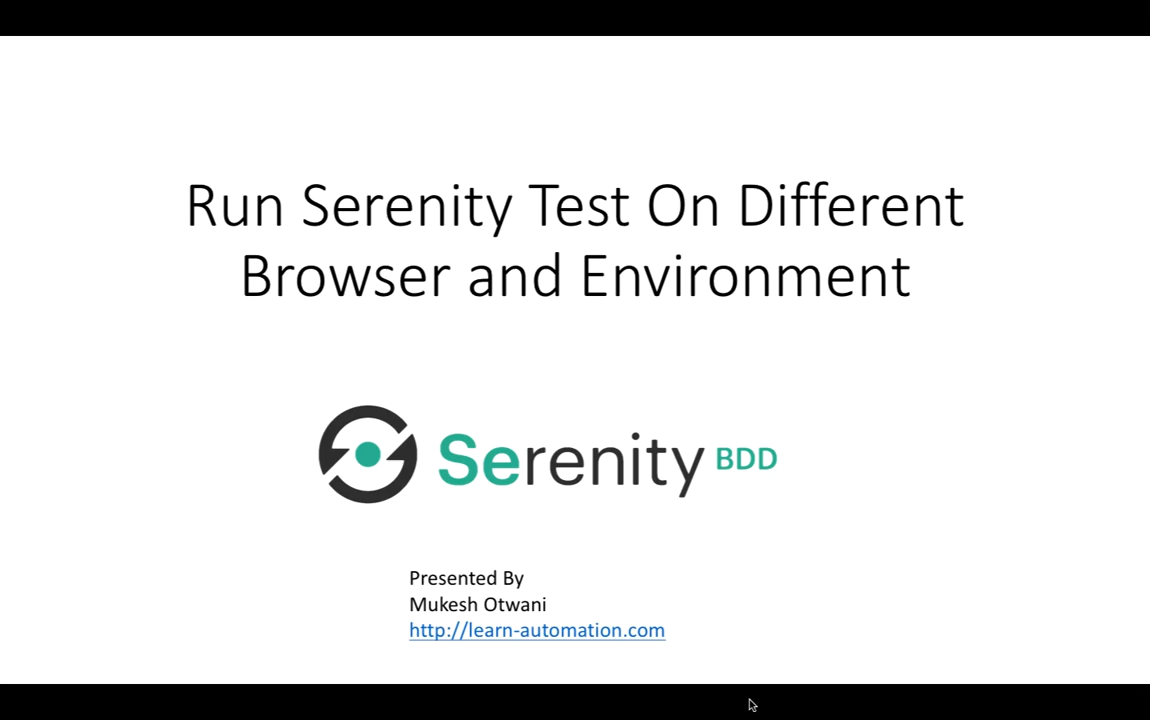 Run Serenity Test On Different
Browser and Environment
Serenity BDD
Presented By
Mukesh Otwani
http://learn-automation.com